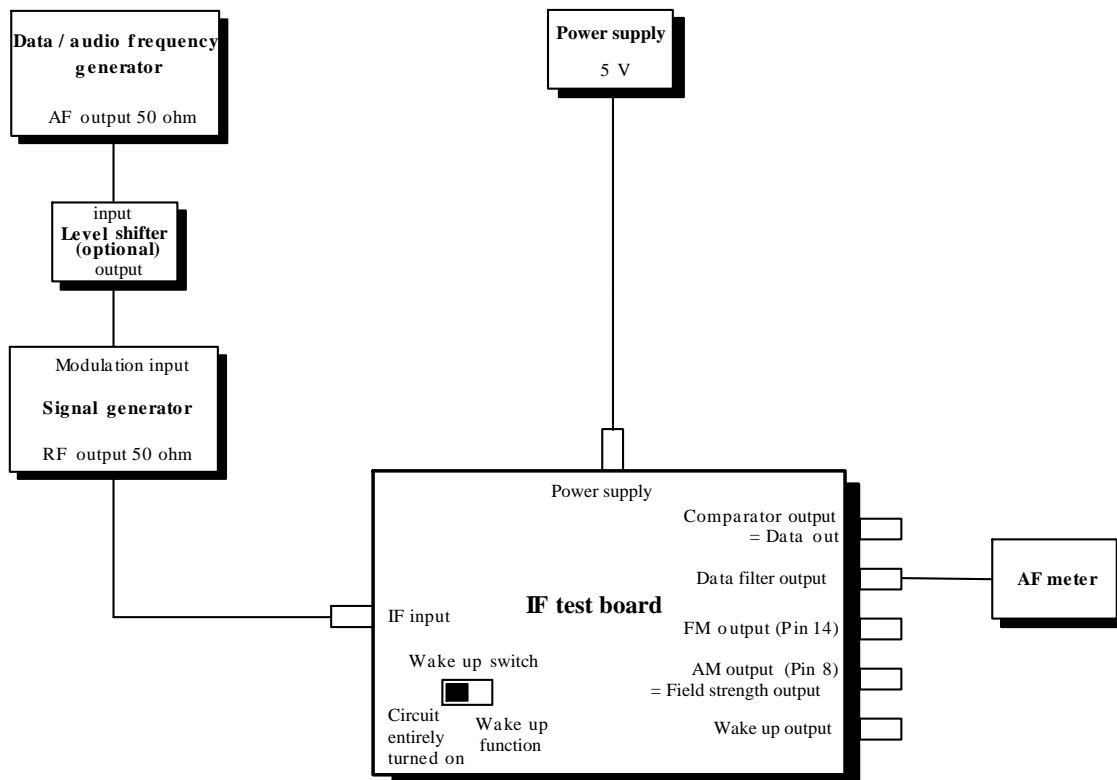 Data / audio frequency
generator
AF output 50 ohm
Power supply
5 V
input
Level shifter
(optional)
output
Modulation input
Signal generator
RF output 50 ohm
Power supply
Comparator output
= Data out
Data filter output
AF meter
IF test board
IF input
FM output (Pin 14)
Wake up switch
AM output (Pin 8)
= Field strength output
Circuit
entirely
turned on
Wake up
function
Wake up output